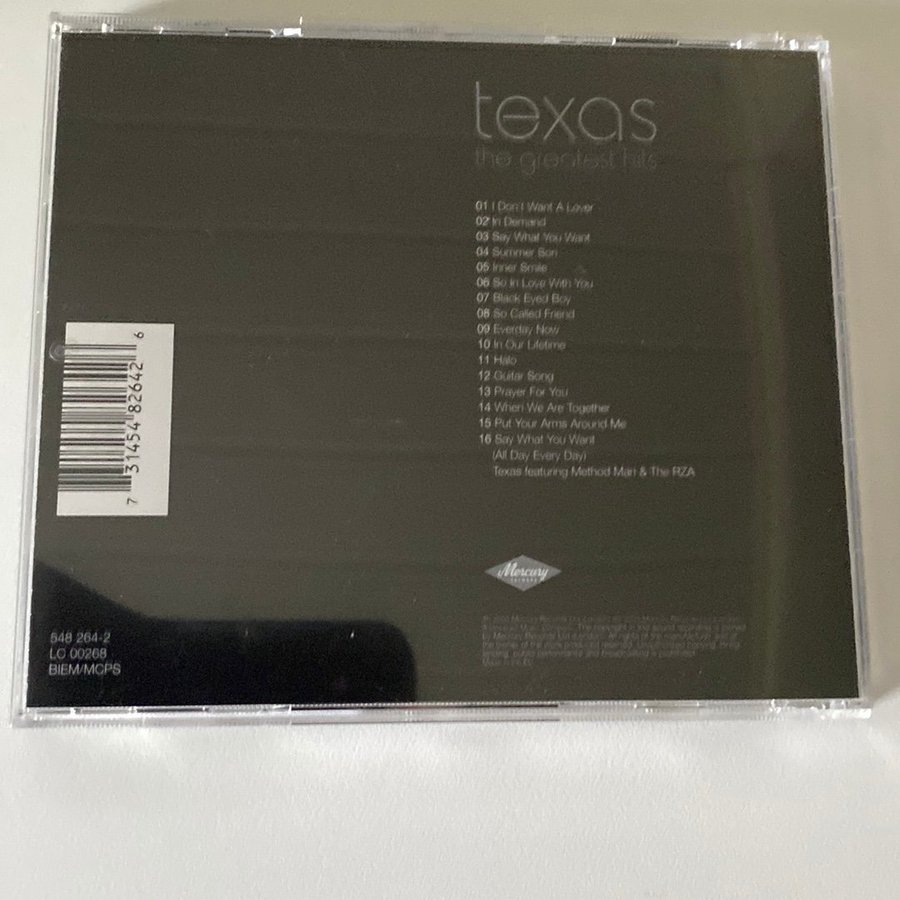 texas
the greatest hits
01 I Don't Want A Lover
02 In Demand
03 Say What You Want
04 Summer Son
05 Inner Smile
06 So In Love With You
07 Black Eyed Boy
08 So Called Friend
09 Everday Now
10 In Our Lifetime
11 Halo
12 Guitar Song
13 Prayer For You
14 When We Are Together
15 Put Your Arms Around Me
16 Say What You Want
(All Day Every Day)
Texas featuring Method Man & The RZA
7 31454 82642 6
Mercury
548 264-2
LC 00268
BIEM/MCPS